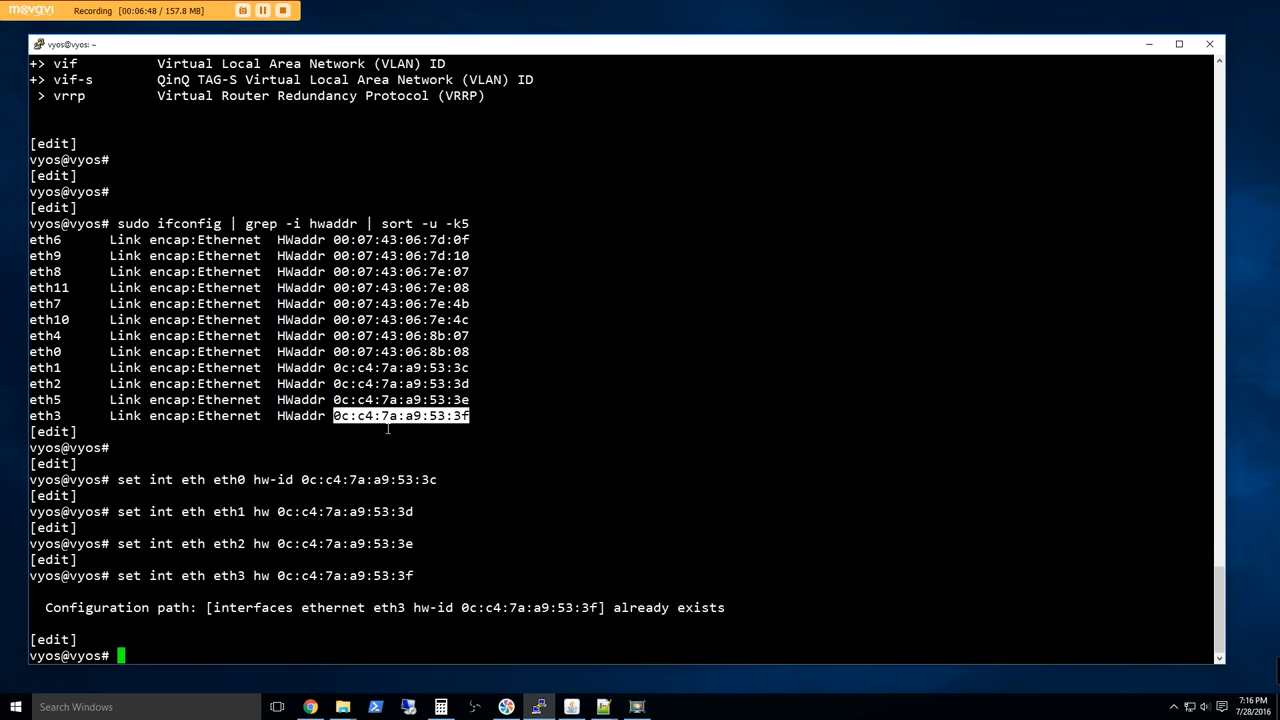 movavi Recording [00:06:48 / 157.8 MB]
vyos@vyos: ~
+> vif          Virtual Local Area Network (VLAN) ID
+> vif-s        QinQ TAG-S Virtual Local Area Network (VLAN) ID
 > vrrp         Virtual Router Redundancy Protocol (VRRP)
[edit]
vyos@vyos#
[edit]
vyos@vyos#
[edit]
vyos@vyos# sudo ifconfig | grep -i hwaddr | sort -u -k5
eth6      Link encap:Ethernet  HWaddr 00:07:43:06:7d:0f
eth9      Link encap:Ethernet  HWaddr 00:07:43:06:7d:10
eth8      Link encap:Ethernet  HWaddr 00:07:43:06:7e:07
eth11     Link encap:Ethernet  HWaddr 00:07:43:06:7e:08
eth7      Link encap:Ethernet  HWaddr 00:07:43:06:7e:4b
eth10     Link encap:Ethernet  HWaddr 00:07:43:06:7e:4c
eth4      Link encap:Ethernet  HWaddr 00:07:43:06:8b:07
eth0      Link encap:Ethernet  HWaddr 00:07:43:06:8b:08
eth1      Link encap:Ethernet  HWaddr 0c:c4:7a:a9:53:3c
eth2      Link encap:Ethernet  HWaddr 0c:c4:7a:a9:53:3d
eth5      Link encap:Ethernet  HWaddr 0c:c4:7a:a9:53:3e
eth3      Link encap:Ethernet  HWaddr 0c:c4:7a:a9:53:3f
[edit]
vyos@vyos#
[edit]
vyos@vyos# set int eth eth0 hw-id 0c:c4:7a:a9:53:3c
[edit]
vyos@vyos# set int eth eth1 hw 0c:c4:7a:a9:53:3d
[edit]
vyos@vyos# set int eth eth2 hw 0c:c4:7a:a9:53:3e
[edit]
vyos@vyos# set int eth eth3 hw 0c:c4:7a:a9:53:3f
  Configuration path: [interfaces ethernet eth3 hw-id 0c:c4:7a:a9:53:3f] already exists
[edit]
vyos@vyos#
Search Windows
7:16 PM
7/28/2016